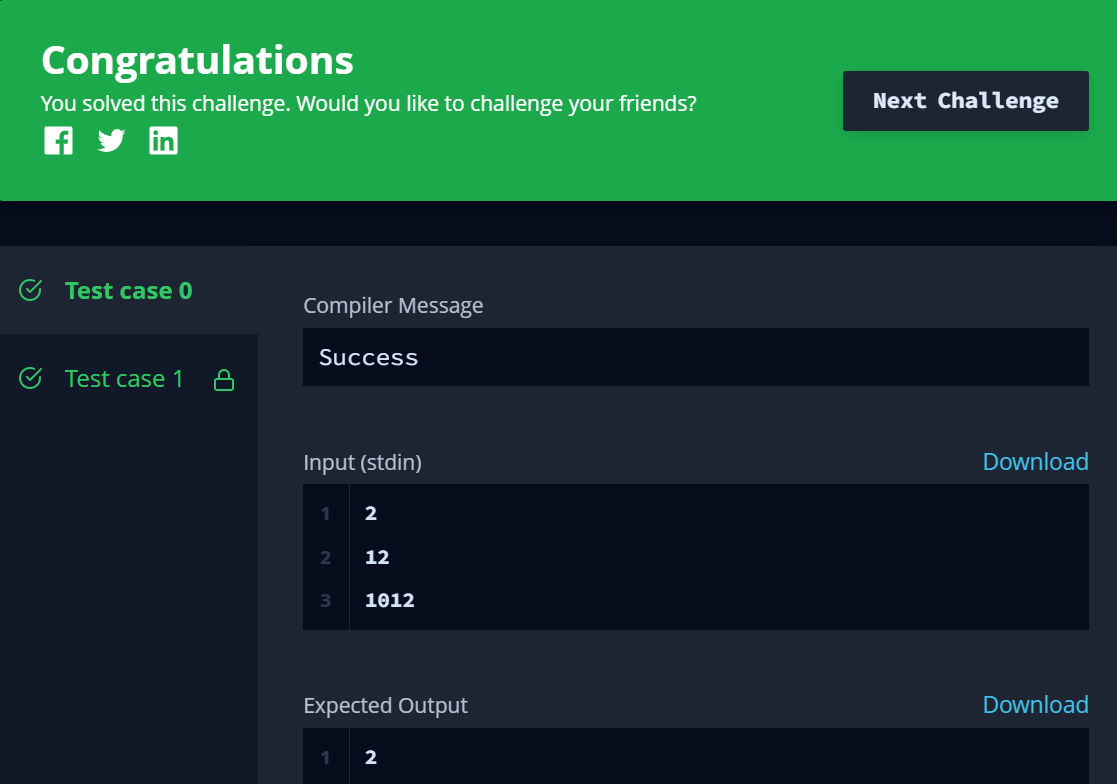 Congratulations
You solved this challenge. Would you like to challenge your friends?
Next Challenge
Test case 0
Test case 1
Compiler Message
Success
Input (stdin)
Download
1 2
2 12
3 1012
Expected Output
Download
1 2